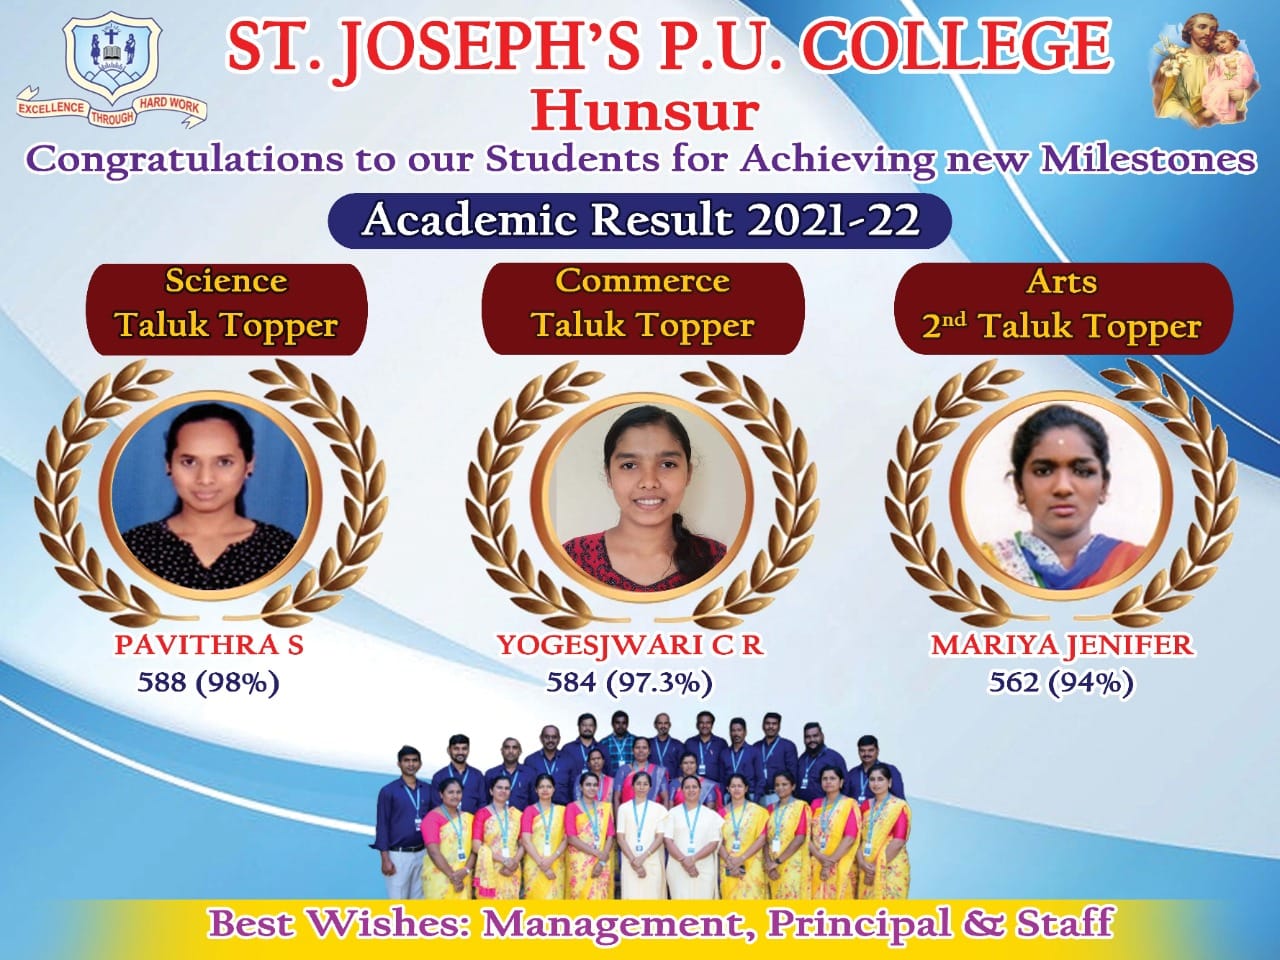 EXCELLENCE THROUGH HARD WORK
ST. JOSEPH'S P.U. COLLEGE
Hunsur
Congratulations to our Students for Achieving new Milestones
Academic Result 2021-22
Science
Taluk Topper
Commerce
Taluk Topper
Arts
2nd Taluk Topper
PAVITHRA S
588 (98%)
YOGESJWARI C R
584 (97.3%)
MARIYA JENIFER
562 (94%)
Best Wishes: Management, Principal & Staff